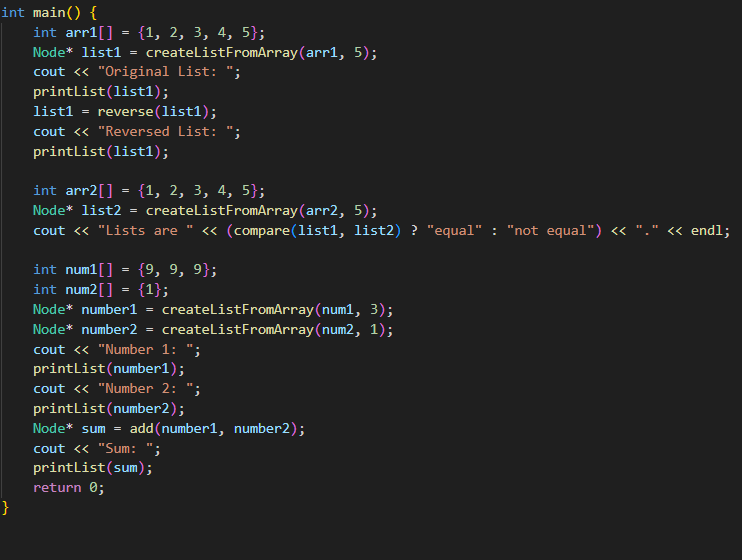 int main() {
    int arr1[] = {1, 2, 3, 4, 5};
    Node* list1 = createListFromArray(arr1, 5);
    cout << "Original List: ";
    printList(list1);
    list1 = reverse(list1);
    cout << "Reversed List: ";
    printList(list1);

    int arr2[] = {1, 2, 3, 4, 5};
    Node* list2 = createListFromArray(arr2, 5);
    cout << "Lists are " << (compare(list1, list2) ? "equal" : "not equal") << "." << endl;

    int num1[] = {9, 9, 9};
    int num2[] = {1};
    Node* number1 = createListFromArray(num1, 3);
    Node* number2 = createListFromArray(num2, 1);
    cout << "Number 1: ";
    printList(number1);
    cout << "Number 2: ";
    printList(number2);
    Node* sum = add(number1, number2);
    cout << "Sum: ";
    printList(sum);
    return 0;
}